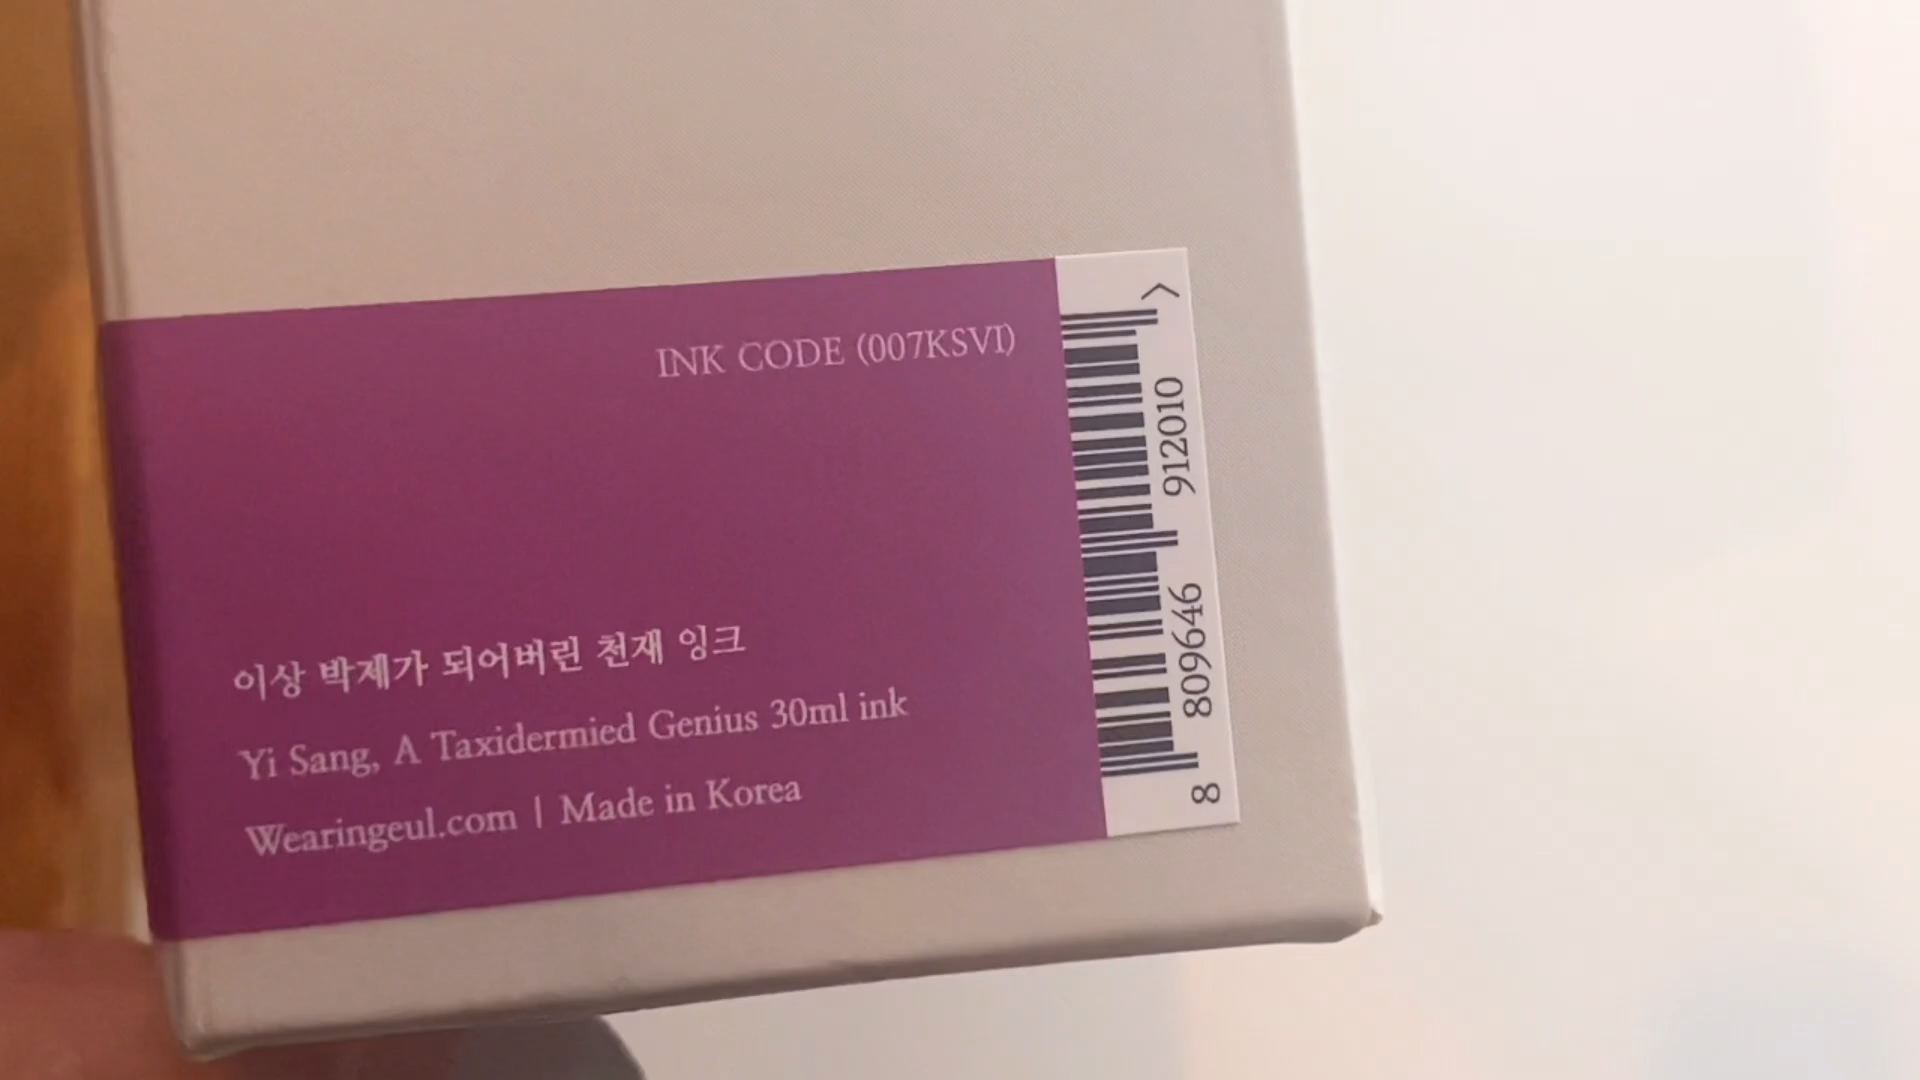 INK CODE (007KSVI)
이상 박제가 되어버린 천재 잉크
Yi Sang, A Taxidermied Genius 30ml ink
Wearingeul.com | Made in Korea
8 809646 912010 >